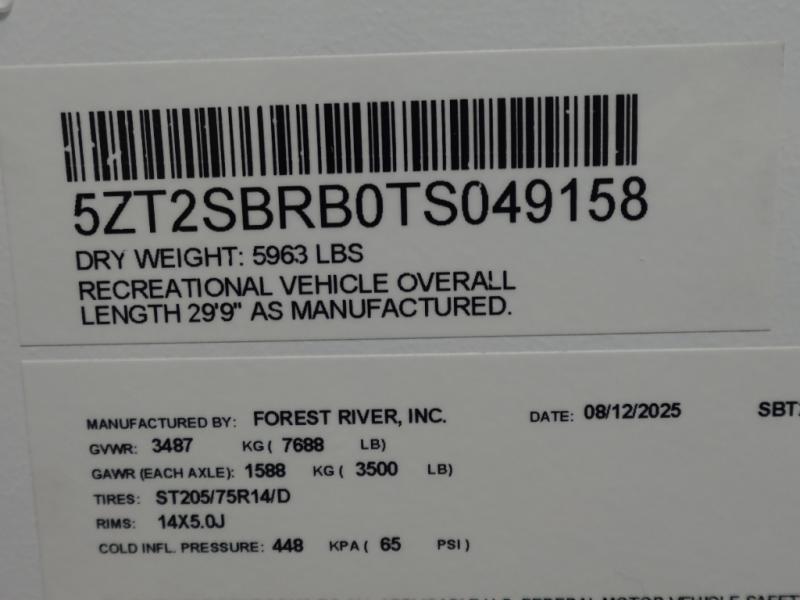 5ZT2SBRB0TS049158
DRY WEIGHT: 5963 LBS
RECREATIONAL VEHICLE OVERALL
LENGTH 29'9" AS MANUFACTURED.
MANUFACTURED BY: FOREST RIVER, INC. DATE: 08/12/2025 SBT
GVWR: 3487 KG ( 7688 LB)
GAWR (EACH AXLE): 1588 KG ( 3500 LB)
TIRES: ST205/75R14/D
RIMS: 14X5.0J
COLD INFL. PRESSURE: 448 KPA ( 65 PSI )